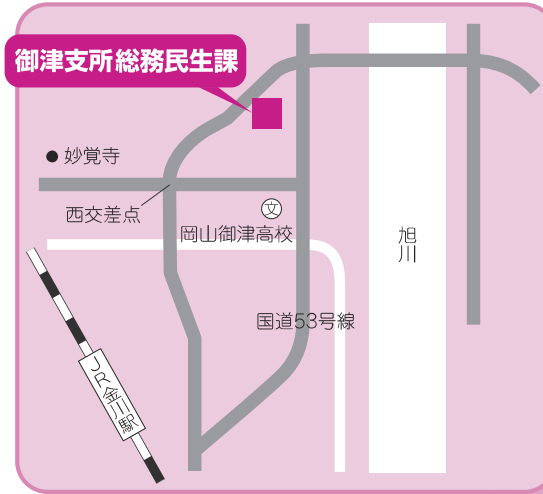 御津支所総務民生課
妙覚寺
西交差点
文
岡山御津高校
旭川
国道53号線
JR金川駅